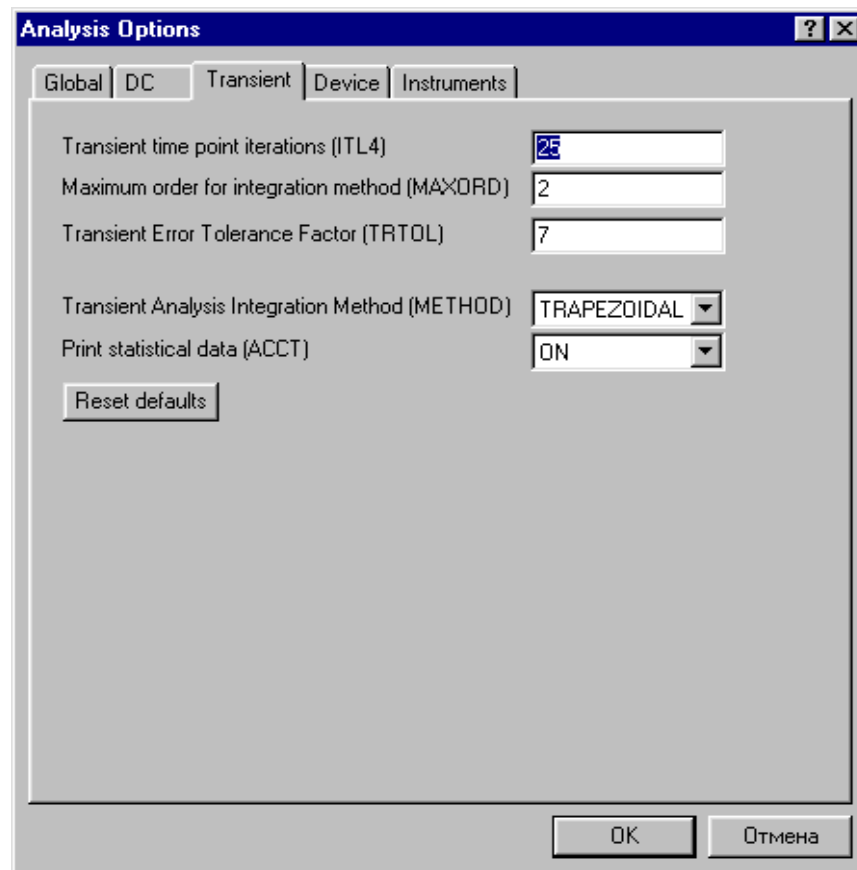 Analysis Options
Global DC Transient Device Instruments
Transient time point iterations (ITL4) 25
Maximum order for integration method (MAXORD) 2
Transient Error Tolerance Factor (TRTOL) 7
Transient Analysis Integration Method (METHOD) TRAPEZOIDAL
Print statistical data (ACCT) ON
Reset defaults
OK Отмена